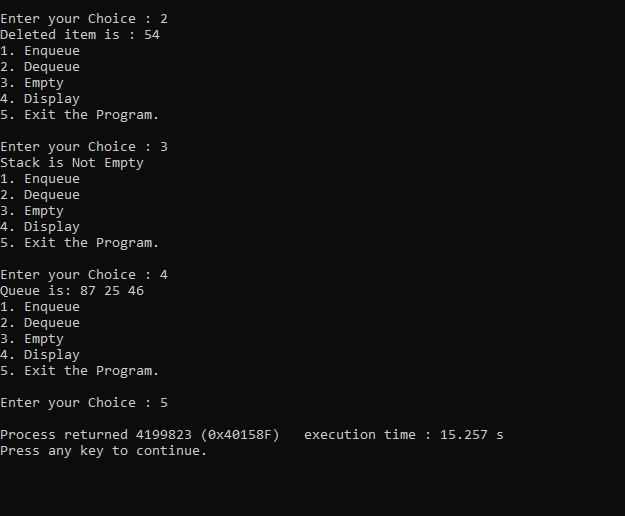 Enter your Choice : 2
Deleted item is : 54
1. Enqueue
2. Dequeue
3. Empty
4. Display
5. Exit the Program.
Enter your Choice : 3
Stack is Not Empty
1. Enqueue
2. Dequeue
3. Empty
4. Display
5. Exit the Program.
Enter your Choice : 4
Queue is: 87 25 46
1. Enqueue
2. Dequeue
3. Empty
4. Display
5. Exit the Program.
Enter your Choice : 5
Process returned 4199823 (0x40158F)   execution time : 15.257 s
Press any key to continue.